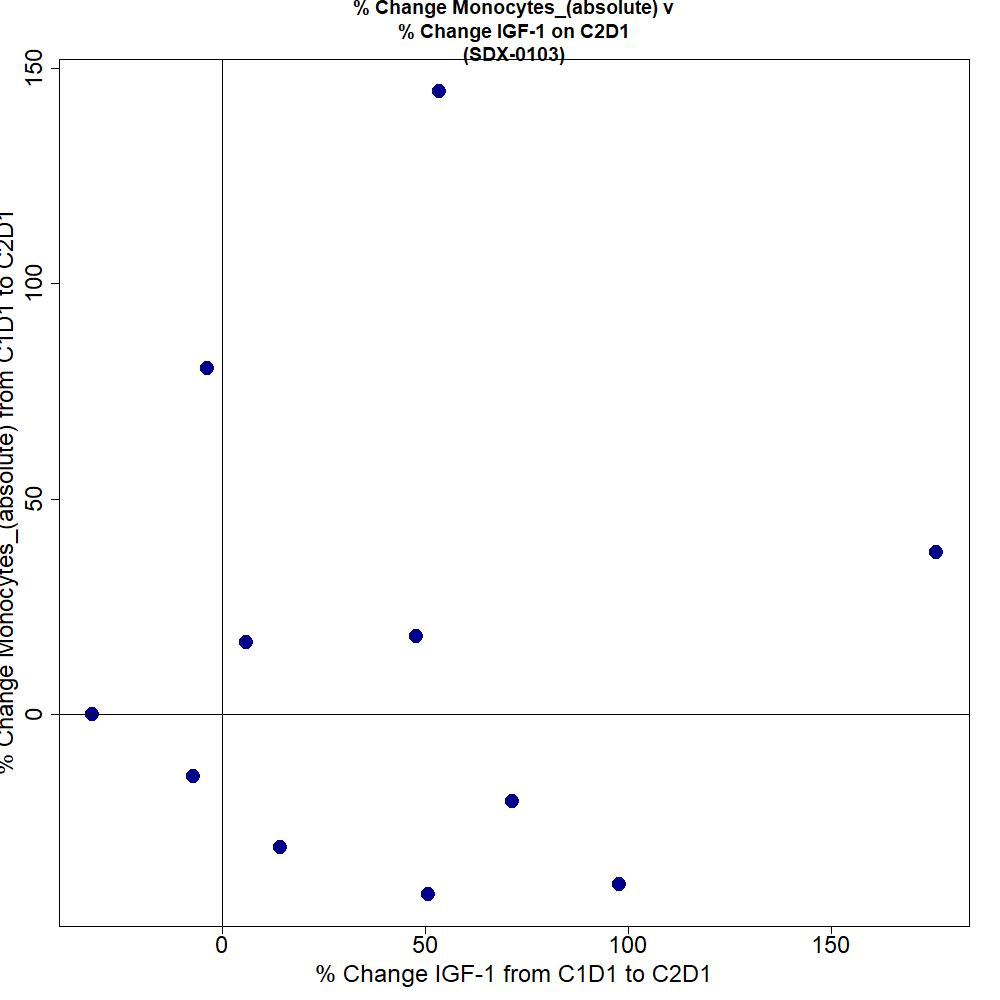 % Change Monocytes_(absolute) v
% Change IGF-1 on C2D1
(SDX-0103)
% Change Monocytes_(absolute) from C1D1 to C2D1
150
100
50
0
0
50
100
150
% Change IGF-1 from C1D1 to C2D1